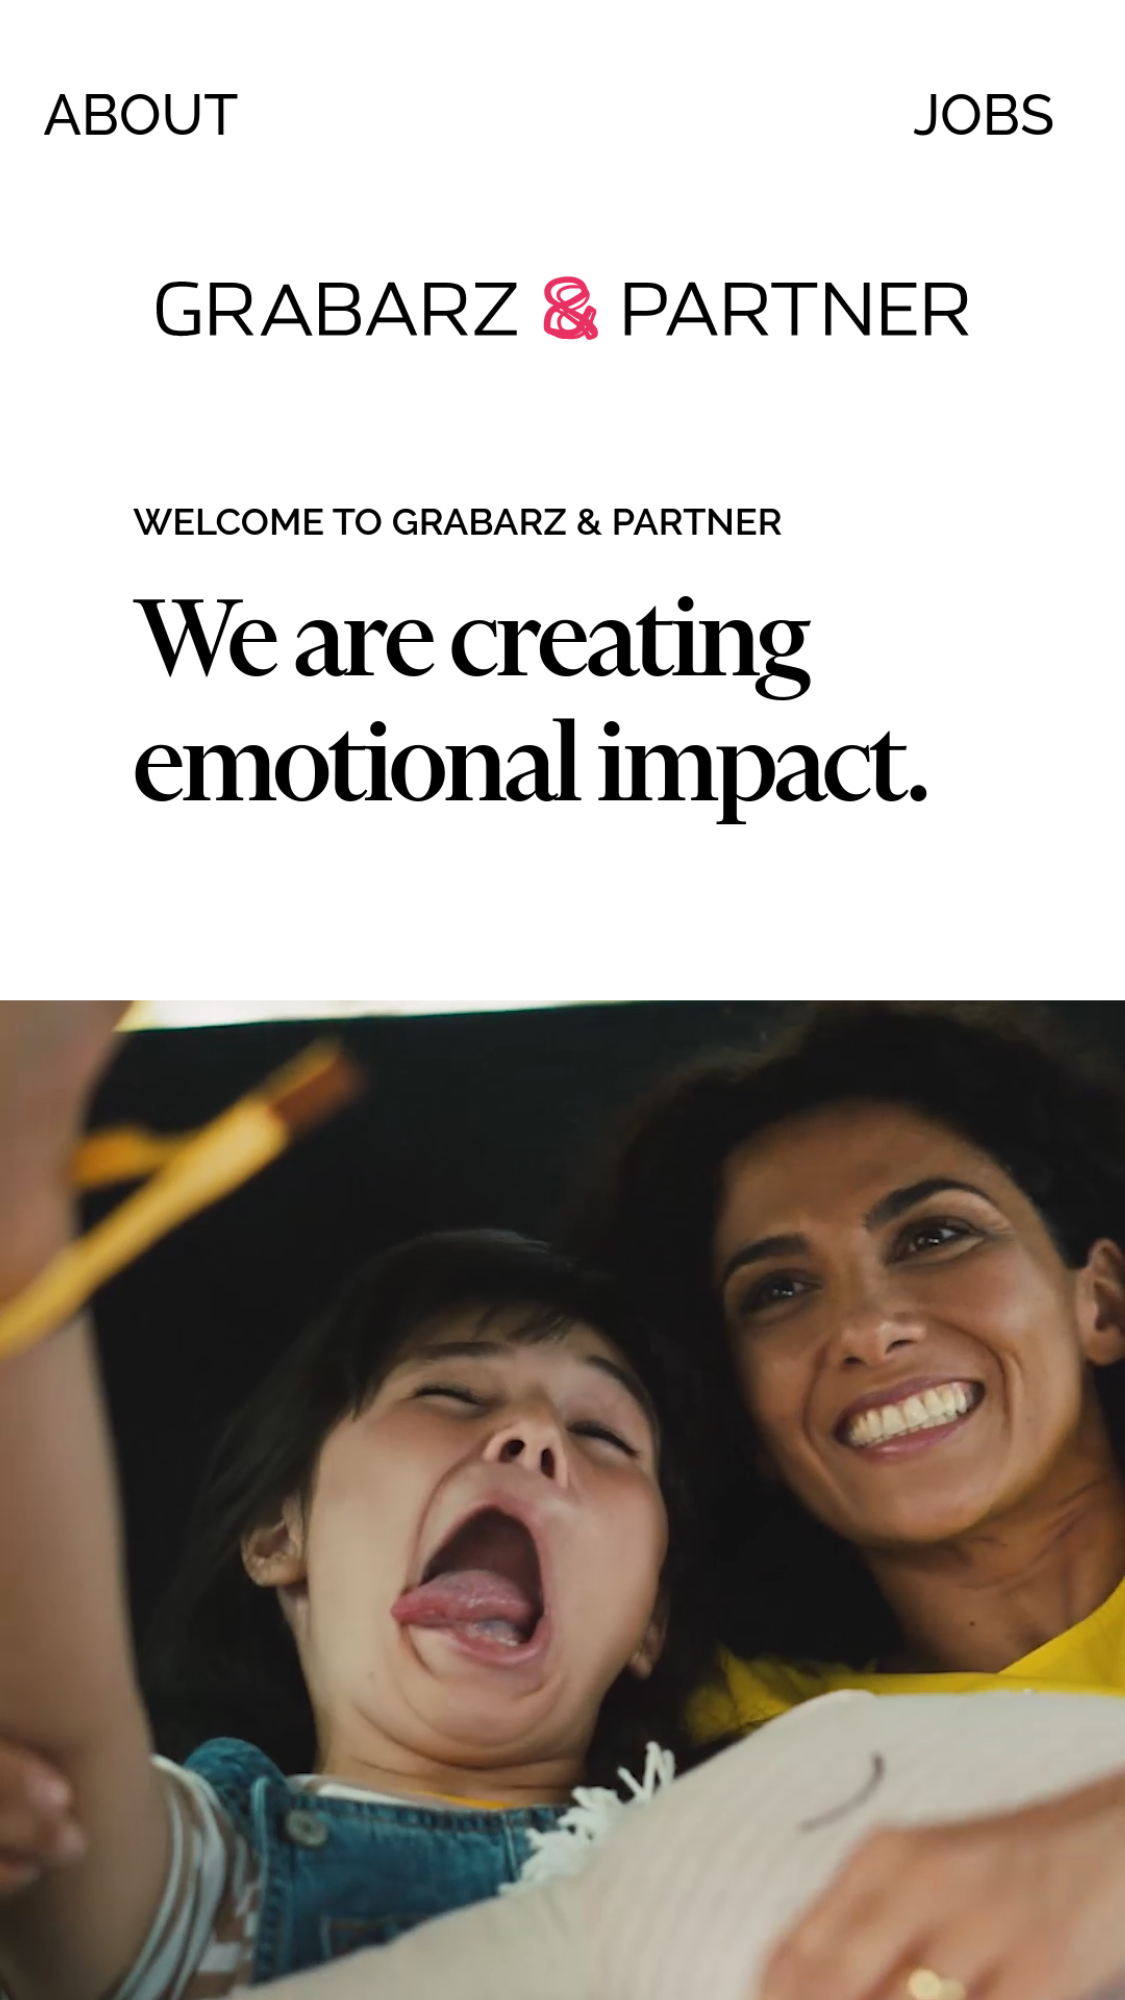 ABOUT
JOBS
GRABARZ & PARTNER
WELCOME TO GRABARZ & PARTNER
We are creating
emotional impact.